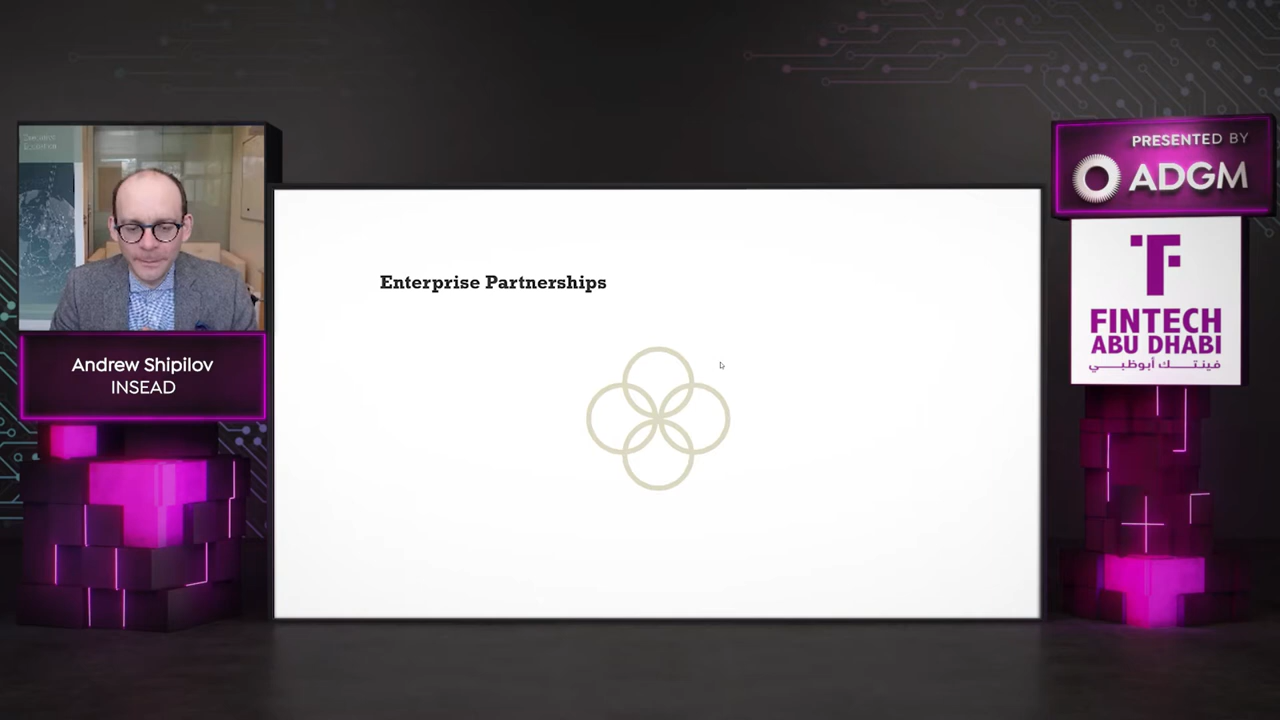 Andrew Shipilov
INSEAD
Enterprise Partnerships
PRESENTED BY
ADGM
FINTECH
ABU DHABI
فينتك أبوظبي